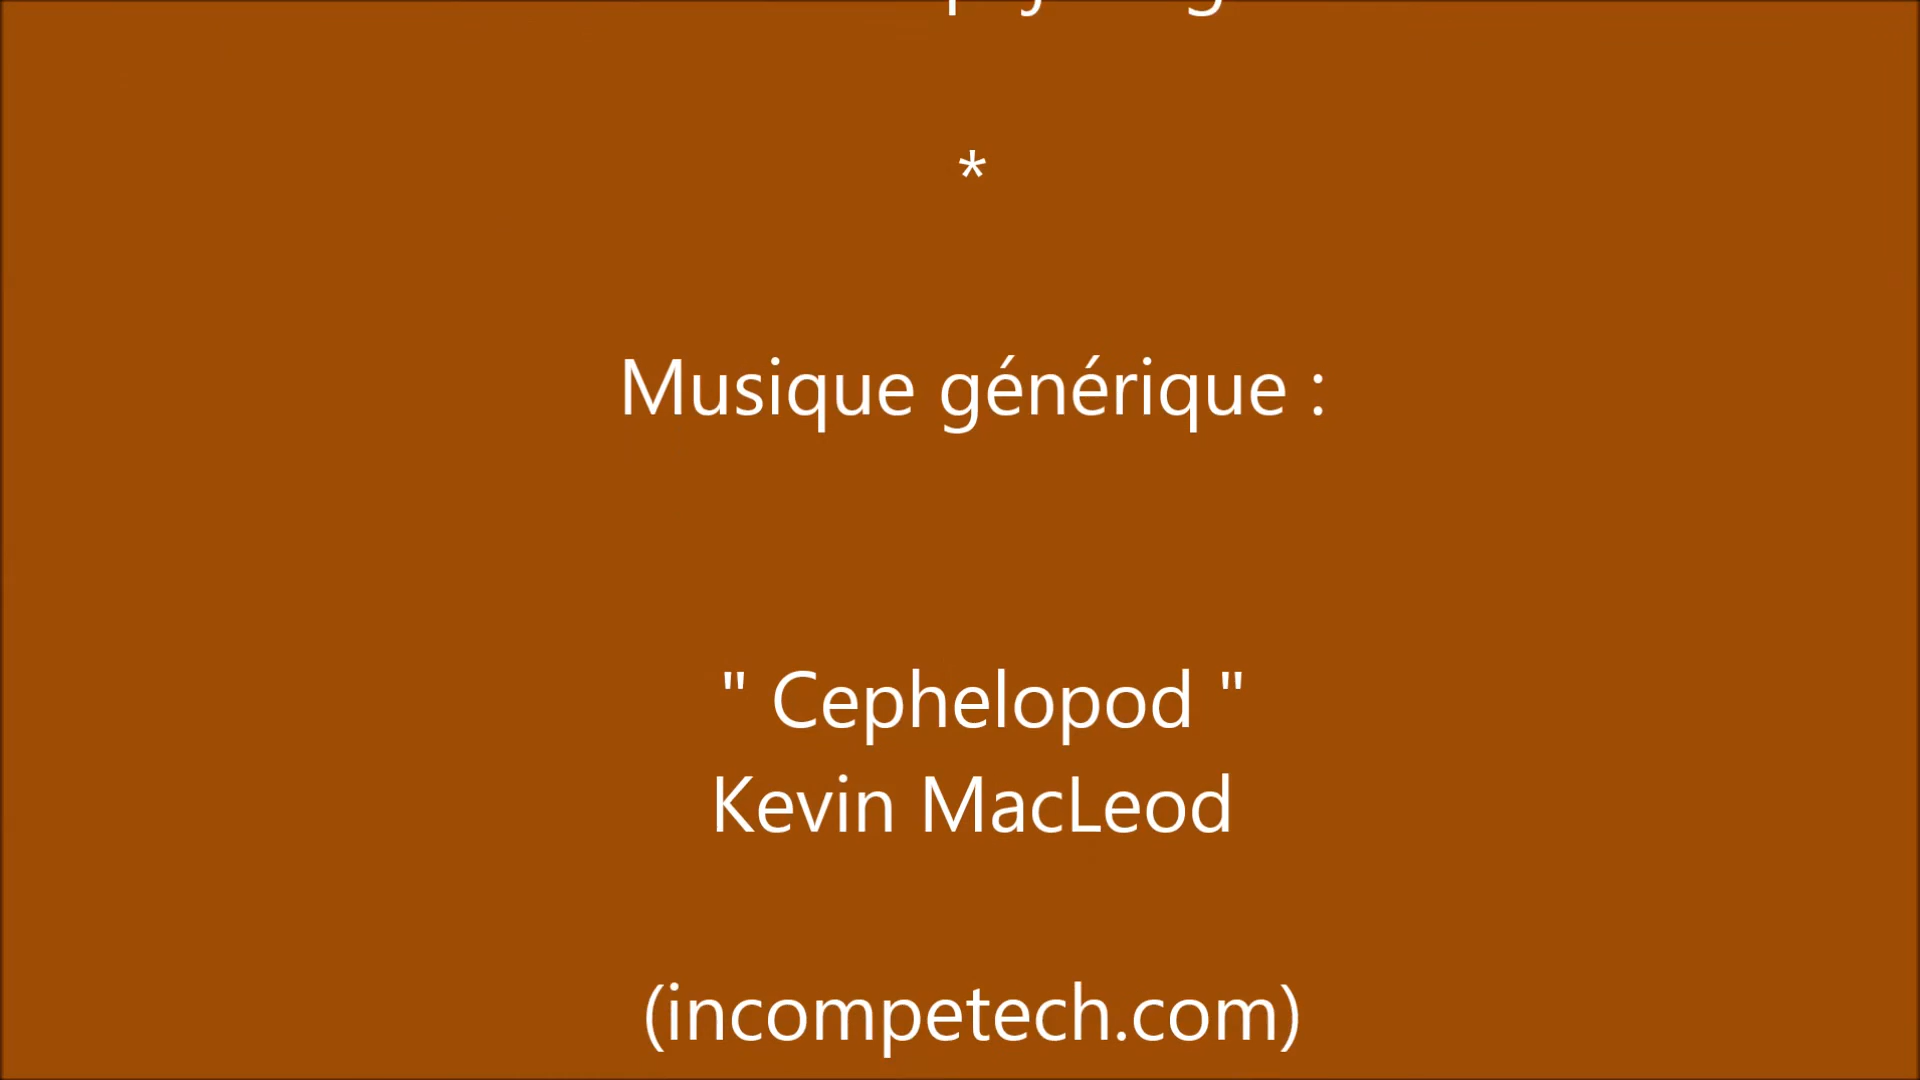 *
Musique générique :
" Cephelopod "
Kevin MacLeod
(incompetech.com)